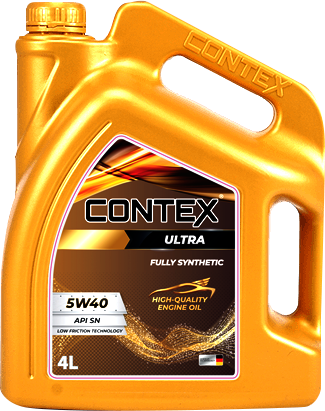 CONTEX
CONTEX
ULTRA
FULLY SYNTHETIC
HIGH-QUALITY
ENGINE OIL
5W40
API SN
LOW FRICTION TECHNOLOGY
4L